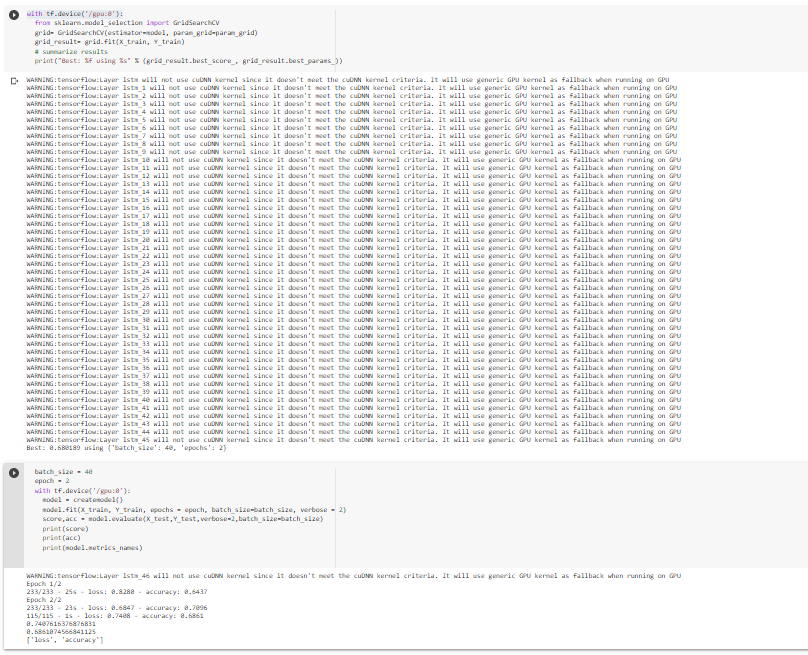 with tf.device('/gpu:0'):
from sklearn.model_selection import GridSearchCV
grid= GridSearchCV(estimator=model, param_grid=param_grid)
grid_result= grid.fit(X_train, Y_train)
# summarize results
print("Best: %f using %s" % (grid_result.best_score_, grid_result.best_params_))
WARNING:tensorflow:Layer lstm will not use cuDNN kernel since it doesn't meet the cuDNN kernel criteria. It will use generic GPU kernel as fallback when running on GPU
WARNING:tensorflow:Layer lstm_1 will not use cuDNN kernel since it doesn't meet the cuDNN kernel criteria. It will use generic GPU kernel as fallback when running on GPU
WARNING:tensorflow:Layer lstm_2 will not use cuDNN kernel since it doesn't meet the cuDNN kernel criteria. It will use generic GPU kernel as fallback when running on GPU
WARNING:tensorflow:Layer lstm_3 will not use cuDNN kernel since it doesn't meet the cuDNN kernel criteria. It will use generic GPU kernel as fallback when running on GPU
WARNING:tensorflow:Layer lstm_4 will not use cuDNN kernel since it doesn't meet the cuDNN kernel criteria. It will use generic GPU kernel as fallback when running on GPU
WARNING:tensorflow:Layer lstm_5 will not use cuDNN kernel since it doesn't meet the cuDNN kernel criteria. It will use generic GPU kernel as fallback when running on GPU
WARNING:tensorflow:Layer lstm_6 will not use cuDNN kernel since it doesn't meet the cuDNN kernel criteria. It will use generic GPU kernel as fallback when running on GPU
WARNING:tensorflow:Layer lstm_7 will not use cuDNN kernel since it doesn't meet the cuDNN kernel criteria. It will use generic GPU kernel as fallback when running on GPU
WARNING:tensorflow:Layer lstm_8 will not use cuDNN kernel since it doesn't meet the cuDNN kernel criteria. It will use generic GPU kernel as fallback when running on GPU
WARNING:tensorflow:Layer lstm_9 will not use cuDNN kernel since it doesn't meet the cuDNN kernel criteria. It will use generic GPU kernel as fallback when running on GPU
WARNING:tensorflow:Layer lstm_10 will not use cuDNN kernel since it doesn't meet the cuDNN kernel criteria. It will use generic GPU kernel as fallback when running on GPU
WARNING:tensorflow:Layer lstm_11 will not use cuDNN kernel since it doesn't meet the cuDNN kernel criteria. It will use generic GPU kernel as fallback when running on GPU
WARNING:tensorflow:Layer lstm_12 will not use cuDNN kernel since it doesn't meet the cuDNN kernel criteria. It will use generic GPU kernel as fallback when running on GPU
WARNING:tensorflow:Layer lstm_13 will not use cuDNN kernel since it doesn't meet the cuDNN kernel criteria. It will use generic GPU kernel as fallback when running on GPU
WARNING:tensorflow:Layer lstm_14 will not use cuDNN kernel since it doesn't meet the cuDNN kernel criteria. It will use generic GPU kernel as fallback when running on GPU
WARNING:tensorflow:Layer lstm_15 will not use cuDNN kernel since it doesn't meet the cuDNN kernel criteria. It will use generic GPU kernel as fallback when running on GPU
WARNING:tensorflow:Layer lstm_16 will not use cuDNN kernel since it doesn't meet the cuDNN kernel criteria. It will use generic GPU kernel as fallback when running on GPU
WARNING:tensorflow:Layer lstm_17 will not use cuDNN kernel since it doesn't meet the cuDNN kernel criteria. It will use generic GPU kernel as fallback when running on GPU
WARNING:tensorflow:Layer lstm_18 will not use cuDNN kernel since it doesn't meet the cuDNN kernel criteria. It will use generic GPU kernel as fallback when running on GPU
WARNING:tensorflow:Layer lstm_19 will not use cuDNN kernel since it doesn't meet the cuDNN kernel criteria. It will use generic GPU kernel as fallback when running on GPU
WARNING:tensorflow:Layer lstm_20 will not use cuDNN kernel since it doesn't meet the cuDNN kernel criteria. It will use generic GPU kernel as fallback when running on GPU
WARNING:tensorflow:Layer lstm_21 will not use cuDNN kernel since it doesn't meet the cuDNN kernel criteria. It will use generic GPU kernel as fallback when running on GPU
WARNING:tensorflow:Layer lstm_22 will not use cuDNN kernel since it doesn't meet the cuDNN kernel criteria. It will use generic GPU kernel as fallback when running on GPU
WARNING:tensorflow:Layer lstm_23 will not use cuDNN kernel since it doesn't meet the cuDNN kernel criteria. It will use generic GPU kernel as fallback when running on GPU
WARNING:tensorflow:Layer lstm_24 will not use cuDNN kernel since it doesn't meet the cuDNN kernel criteria. It will use generic GPU kernel as fallback when running on GPU
WARNING:tensorflow:Layer lstm_25 will not use cuDNN kernel since it doesn't meet the cuDNN kernel criteria. It will use generic GPU kernel as fallback when running on GPU
WARNING:tensorflow:Layer lstm_26 will not use cuDNN kernel since it doesn't meet the cuDNN kernel criteria. It will use generic GPU kernel as fallback when running on GPU
WARNING:tensorflow:Layer lstm_27 will not use cuDNN kernel since it doesn't meet the cuDNN kernel criteria. It will use generic GPU kernel as fallback when running on GPU
WARNING:tensorflow:Layer lstm_28 will not use cuDNN kernel since it doesn't meet the cuDNN kernel criteria. It will use generic GPU kernel as fallback when running on GPU
WARNING:tensorflow:Layer lstm_29 will not use cuDNN kernel since it doesn't meet the cuDNN kernel criteria. It will use generic GPU kernel as fallback when running on GPU
WARNING:tensorflow:Layer lstm_30 will not use cuDNN kernel since it doesn't meet the cuDNN kernel criteria. It will use generic GPU kernel as fallback when running on GPU
WARNING:tensorflow:Layer lstm_31 will not use cuDNN kernel since it doesn't meet the cuDNN kernel criteria. It will use generic GPU kernel as fallback when running on GPU
WARNING:tensorflow:Layer lstm_32 will not use cuDNN kernel since it doesn't meet the cuDNN kernel criteria. It will use generic GPU kernel as fallback when running on GPU
WARNING:tensorflow:Layer lstm_33 will not use cuDNN kernel since it doesn't meet the cuDNN kernel criteria. It will use generic GPU kernel as fallback when running on GPU
WARNING:tensorflow:Layer lstm_34 will not use cuDNN kernel since it doesn't meet the cuDNN kernel criteria. It will use generic GPU kernel as fallback when running on GPU
WARNING:tensorflow:Layer lstm_35 will not use cuDNN kernel since it doesn't meet the cuDNN kernel criteria. It will use generic GPU kernel as fallback when running on GPU
WARNING:tensorflow:Layer lstm_36 will not use cuDNN kernel since it doesn't meet the cuDNN kernel criteria. It will use generic GPU kernel as fallback when running on GPU
WARNING:tensorflow:Layer lstm_37 will not use cuDNN kernel since it doesn't meet the cuDNN kernel criteria. It will use generic GPU kernel as fallback when running on GPU
WARNING:tensorflow:Layer lstm_38 will not use cuDNN kernel since it doesn't meet the cuDNN kernel criteria. It will use generic GPU kernel as fallback when running on GPU
WARNING:tensorflow:Layer lstm_39 will not use cuDNN kernel since it doesn't meet the cuDNN kernel criteria. It will use generic GPU kernel as fallback when running on GPU
WARNING:tensorflow:Layer lstm_40 will not use cuDNN kernel since it doesn't meet the cuDNN kernel criteria. It will use generic GPU kernel as fallback when running on GPU
WARNING:tensorflow:Layer lstm_41 will not use cuDNN kernel since it doesn't meet the cuDNN kernel criteria. It will use generic GPU kernel as fallback when running on GPU
WARNING:tensorflow:Layer lstm_42 will not use cuDNN kernel since it doesn't meet the cuDNN kernel criteria. It will use generic GPU kernel as fallback when running on GPU
WARNING:tensorflow:Layer lstm_43 will not use cuDNN kernel since it doesn't meet the cuDNN kernel criteria. It will use generic GPU kernel as fallback when running on GPU
WARNING:tensorflow:Layer lstm_44 will not use cuDNN kernel since it doesn't meet the cuDNN kernel criteria. It will use generic GPU kernel as fallback when running on GPU
WARNING:tensorflow:Layer lstm_45 will not use cuDNN kernel since it doesn't meet the cuDNN kernel criteria. It will use generic GPU kernel as fallback when running on GPU
Best: 0.680189 using {'batch_size': 40, 'epochs': 2}
batch_size = 40
epoch = 2
with tf.device('/gpu:0'):
model = createmodel()
model.fit(X_train, Y_train, epochs = epoch, batch_size=batch_size, verbose = 2)
score,acc = model.evaluate(X_test,Y_test,verbose=2,batch_size=batch_size)
print(score)
print(acc)
print(model.metrics_names)
WARNING:tensorflow:Layer lstm_46 will not use cuDNN kernel since it doesn't meet the cuDNN kernel criteria. It will use generic GPU kernel as fallback when running on GPU
Epoch 1/2
233/233 - 25s - loss: 0.8280 - accuracy: 0.6437
Epoch 2/2
233/233 - 23s - loss: 0.6847 - accuracy: 0.7096
115/115 - 1s - loss: 0.7408 - accuracy: 0.6861
0.7407616376876831
0.6861074566841125
['loss', 'accuracy']